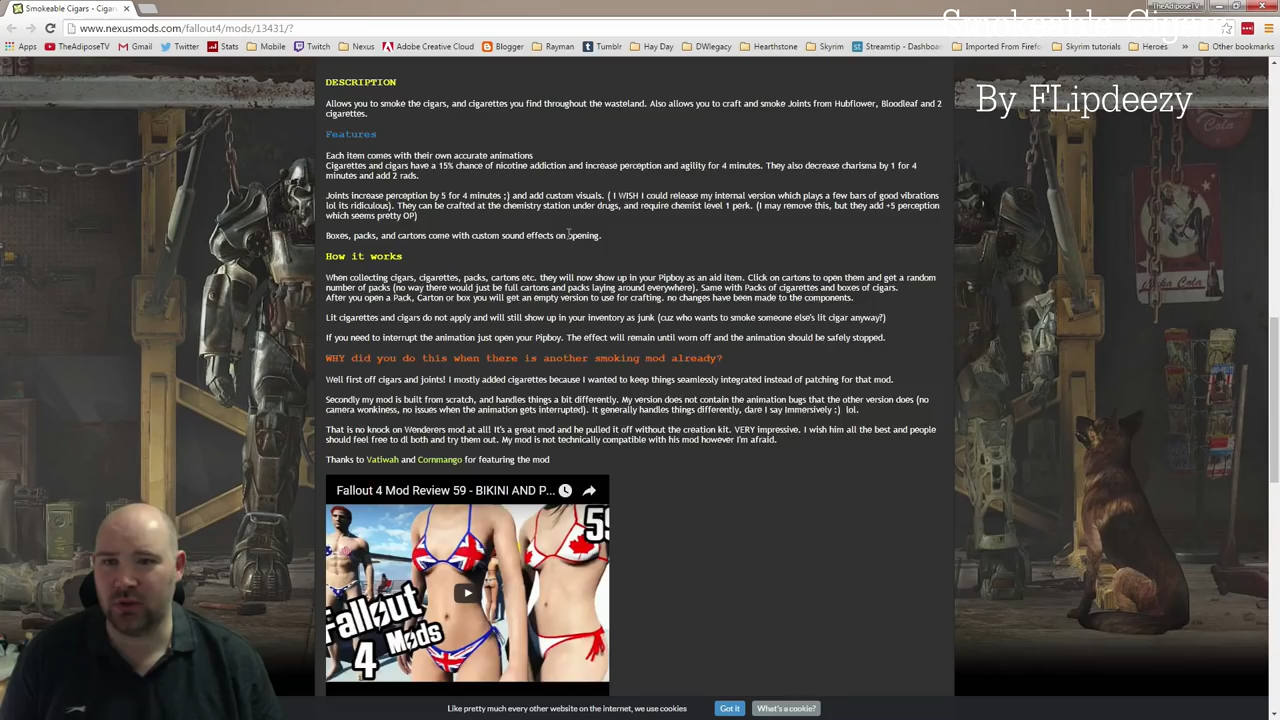 Smokeable Cigars - Cigar
TheAdiposeTV
www.nexusmods.com/fallout4/mods/13431/?
Smokeable Cigars
Apps TheAdiposeTV Gmail Twitter Stats Mobile Twitch Nexus Adobe Creative Cloud Blogger Rayman Tumblr Hay Day DWlegacy Hearthstone Skyrim Streamtip - Dashboa Imported From Firefo Skyrim tutorials Heroes » Other bookmarks
By FLipdeezy
DESCRIPTION
Allows you to smoke the cigars, and cigarettes you find throughout the wasteland. Also allows you to craft and smoke Joints from Hubflower, Bloodleaf and 2
cigarettes.
Features
Each item comes with their own accurate animations
Cigarettes and cigars have a 15% chance of nicotine addiction and increase perception and agility for 4 minutes. They also decrease charisma by 1 for 4
minutes and add 2 rads.
Joints increase perception by 5 for 4 minutes ;) and add custom visuals. ( I WISH I could release my internal version which plays a few bars of good vibrations
lol its ridiculous). They can be crafted at the chemistry station under drugs, and require chemist level 1 perk. (I may remove this, but they add +5 perception
which seems pretty OP)
Boxes, packs, and cartons come with custom sound effects on opening.
How it works
When collecting cigars, cigarettes, packs, cartons etc. they will now show up in your Pipboy as an aid item. Click on cartons to open them and get a random
number of packs (no way there would just be full cartons and packs laying around everywhere). Same with Packs of cigarettes and boxes of cigars.
After you open a Pack, Carton or box you will get an empty version to use for crafting. no changes have been made to the components.
Lit cigarettes and cigars do not apply and will still show up in your inventory as junk (cuz who wants to smoke someone else's lit cigar anyway?)
If you need to interrupt the animation just open your Pipboy. The effect will remain until worn off and the animation should be safely stopped.
WHY did you do this when there is another smoking mod already?
Well first off cigars and joints! I mostly added cigarettes because I wanted to keep things seamlessly integrated instead of patching for that mod.
Secondly my mod is built from scratch, and handles things a bit differently. My version does not contain the animation bugs that the other version does (no
camera wonkiness, no issues when the animation gets interrupted). It generally handles things differently, dare I say Immersively :) lol.
That is no knock on Wenderers mod at all! It's a great mod and he pulled it off without the creation kit. VERY impressive. I wish him all the best and people
should feel free to dl both and try them out. My mod is not technically compatible with his mod however I'm afraid.
Thanks to Vatiwah and Cornmango for featuring the mod
Fallout 4 Mod Review 59 - BIKINI AND P...
59
Fallout
4 Mods
Like pretty much every other website on the internet, we use cookies Got it What's a cookie?